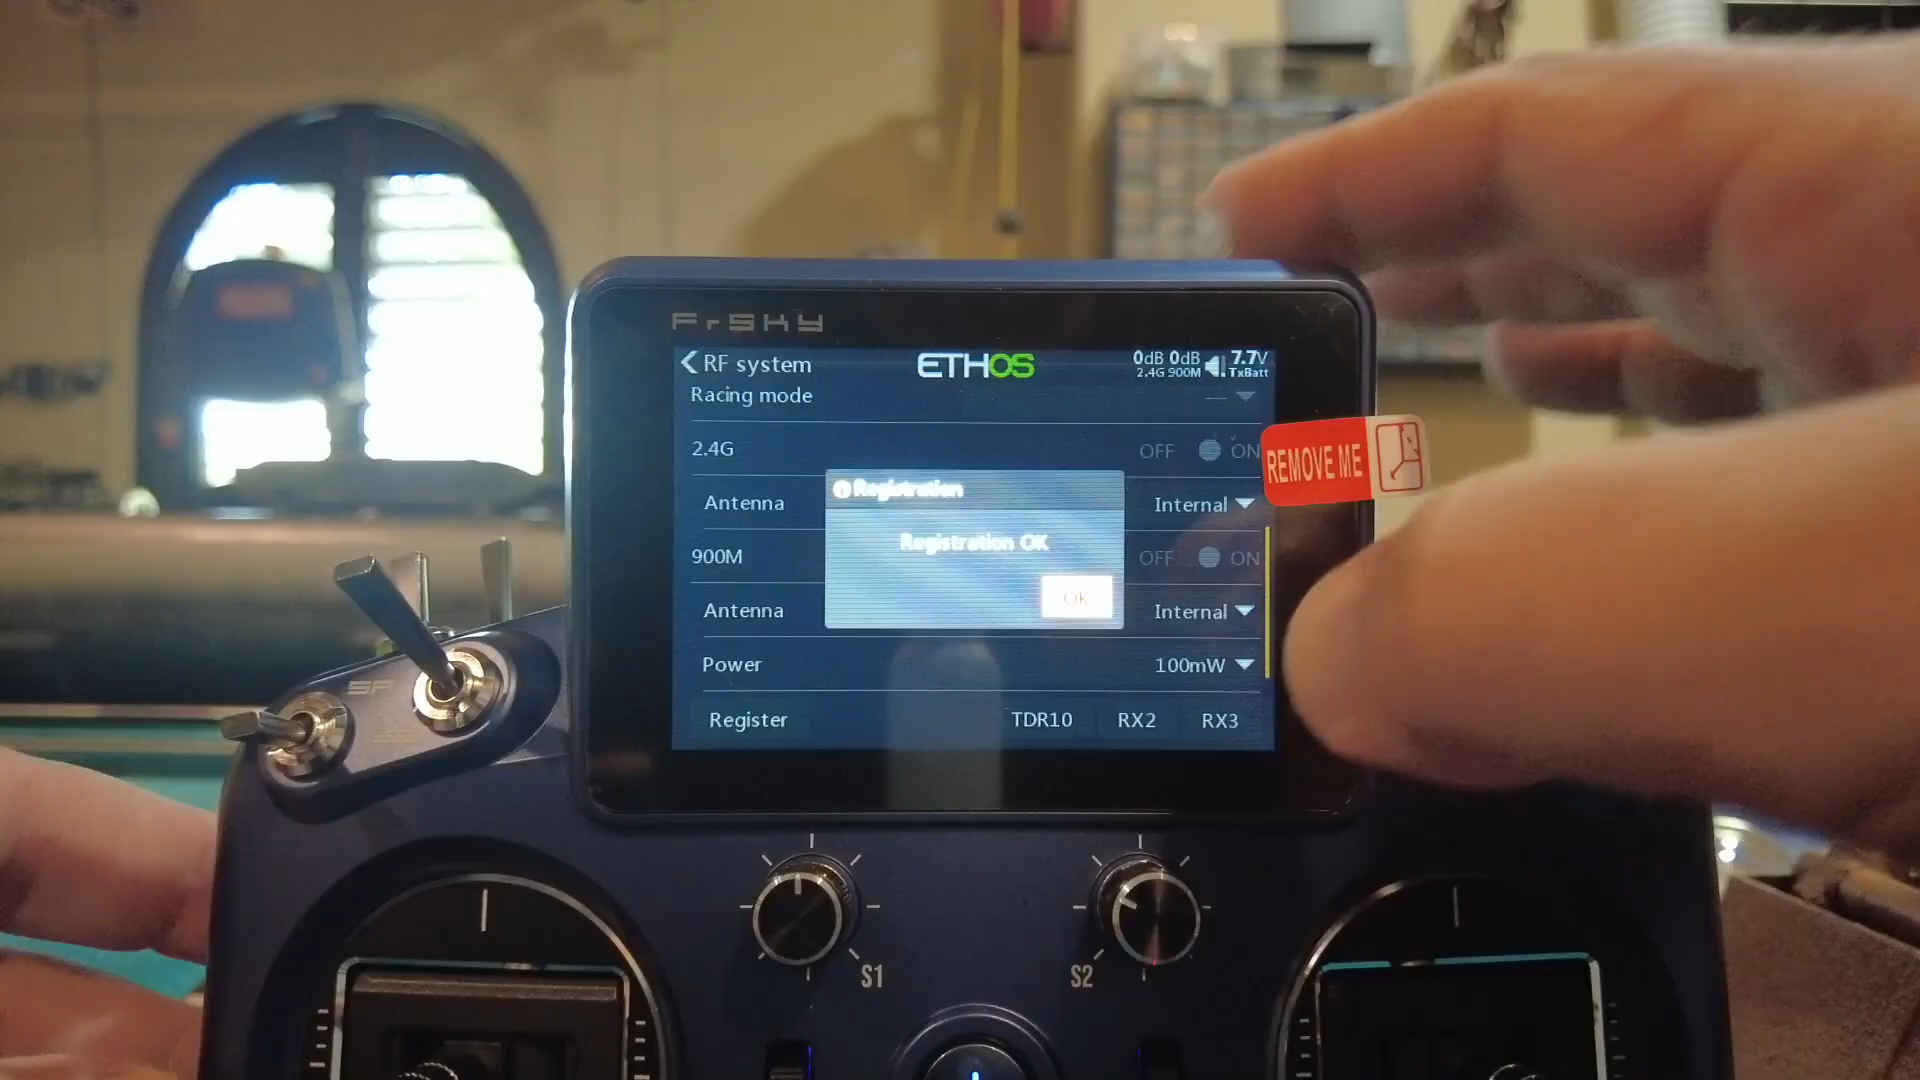 FrSKY
RF system
ETHOS
0dB 0dB
2.4G 900M
7.7V
TxBatt
Racing mode
---
2.4G
OFF ON
REMOVE ME
Registration
Antenna
Internal
Registration OK
900M
OFF ON
OK
Antenna
Internal
Power
100mW
Register
TDR10 RX2 RX3
S1
S2